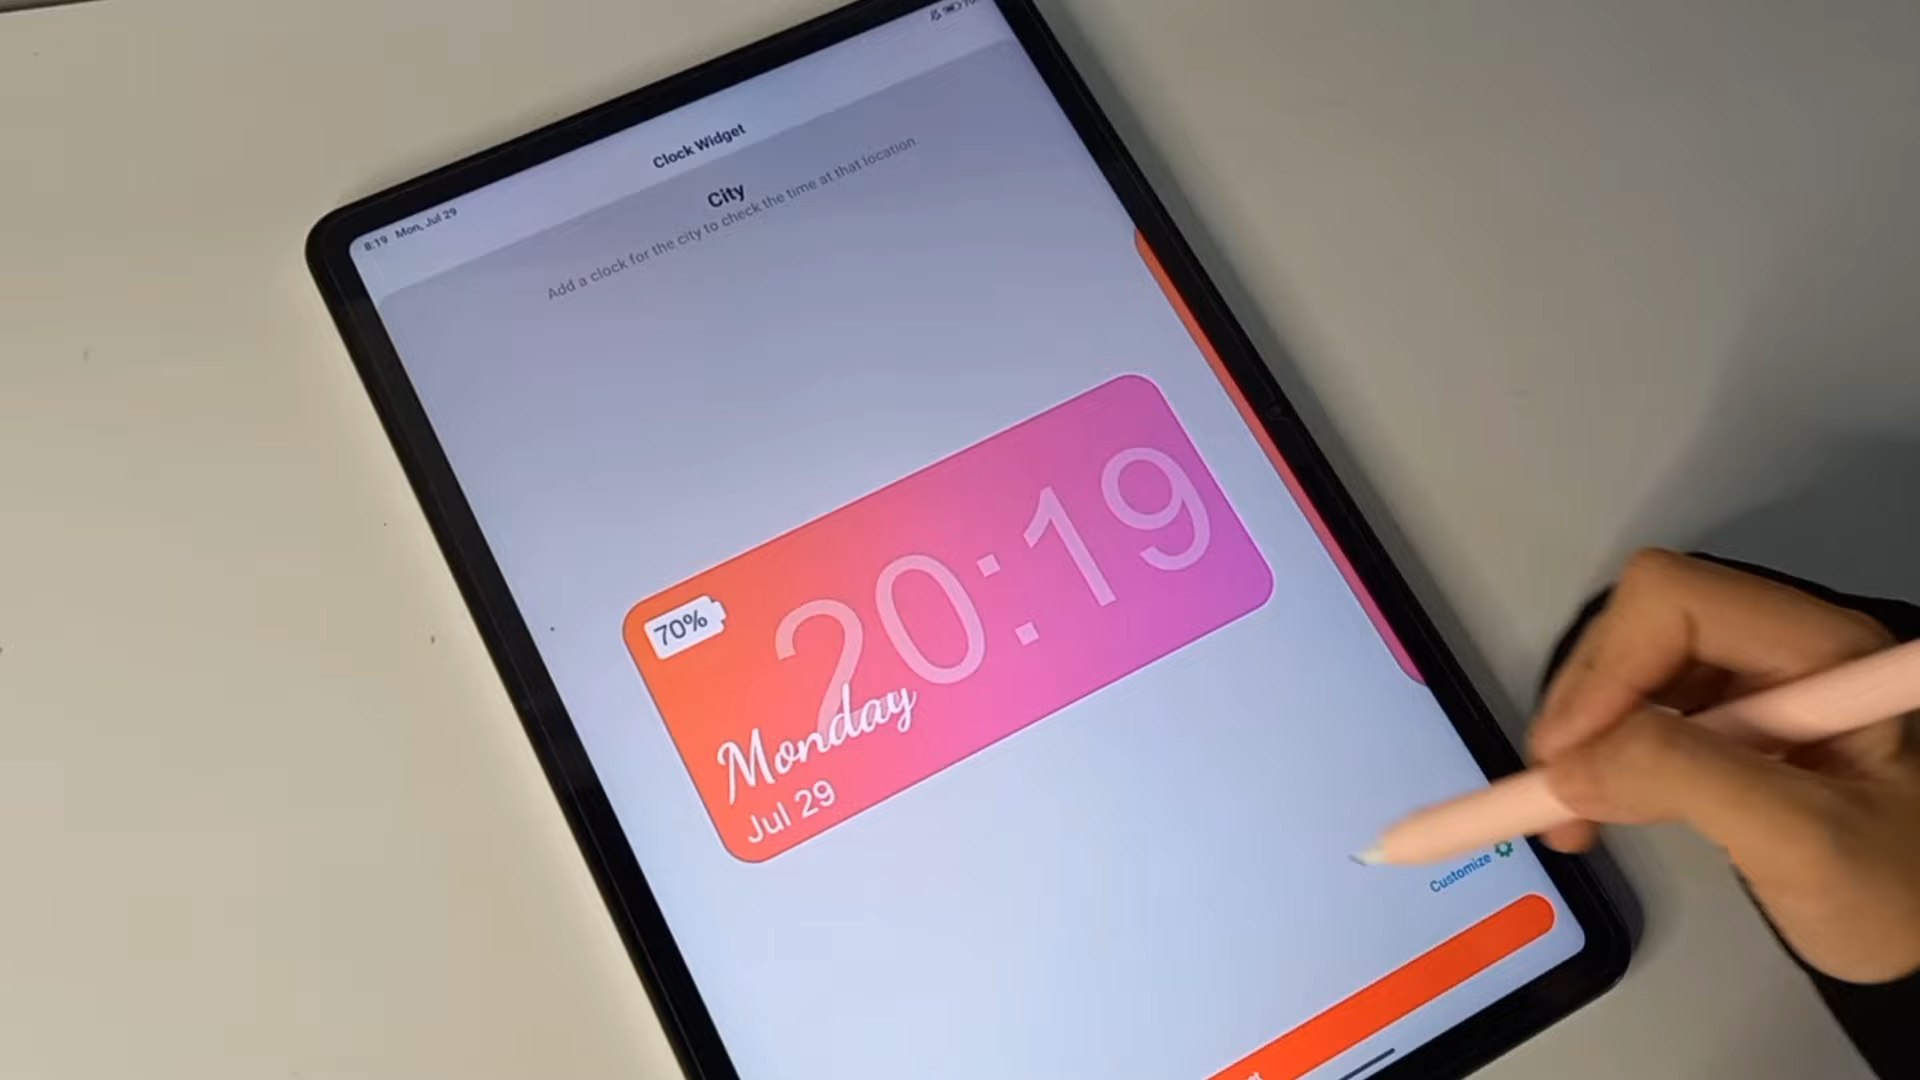 8:19 Mon, Jul 29
Clock Widget
City
Add a clock for the city to check the time at that location
70%
20:19
Monday
Jul 29
Customize